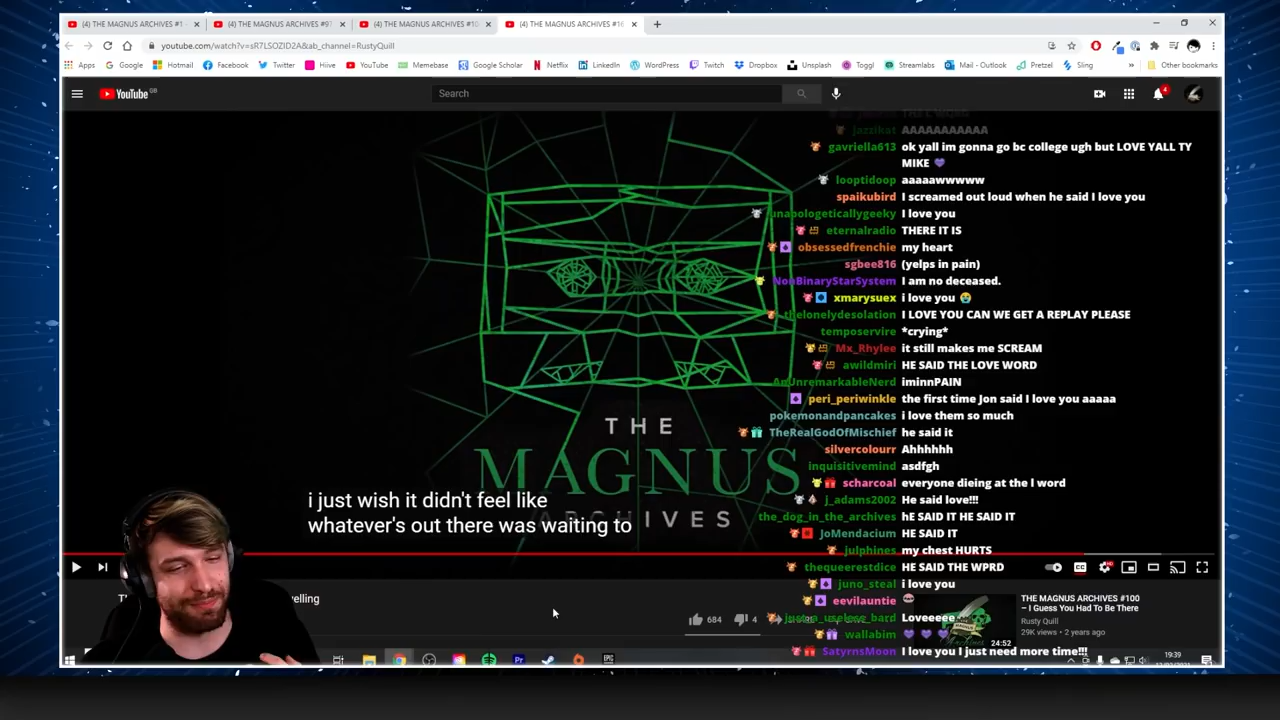 (4) THE MAGNUS ARCHIVES #1
(4) THE MAGNUS ARCHIVES #9
(4) THE MAGNUS ARCHIVES #10
(4) THE MAGNUS ARCHIVES #16
youtube.com/watch?v=sR7LSOZID2A&ab_channel=RustyQuill
Apps Google Hotmail Facebook Twitter Hive YouTube Memebase Google Scholar Netflix LinkedIn WordPress Twitch Dropbox Unsplash Toggl Streamlabs Mail - Outlook Pretzel Sling » Other bookmarks
YouTube GB
Search
4
jazzikat AAAAAAAAAAA
gavriella613 ok yall im gonna go bc college ugh but LOVE YALL TY
MIKE 💜
looptidoop aaaaawwwww
spaikubird I screamed out loud when he said I love you
unapologeticallygeeky I love you
eternalradio THERE IT IS
obsessedfrenchie my heart
sgbee816 (yelps in pain)
NonBinaryStarSystem I am no deceased.
xmarysuex i love you 😭
thelonelydesolation I LOVE YOU CAN WE GET A REPLAY PLEASE
temposervire *crying*
Mx_Rhylee it still makes me SCREAM
awildmiri HE SAID THE LOVE WORD
AnUnremarkableNerd iminnPAIN
peri_periwinkle the first time Jon said I love you aaaa
pokemonandpancakes i love them so much
TheRealGodOfMischief he said it
silvercolourr Ahhhhhh
inquisitivemind asdfgh
scharcoal everyone dieing at the l word
j_adams2002 He said love!!!
the_dog_in_the_archives hE SAID IT HE SAID IT
JoMendacium HE SAID IT
julphines my chest HURTS
thequeerestdice HE SAID THE WPRD
juno_steal i love you
eevilauntie
just_a_useless_bard Loveeeeee
wallabim 💜 💜 💜
SatyrnsMoon I love you I just need more time!!!
THE
MAGNUS
ARCHIVES
i just wish it didn't feel like
whatever's out there was waiting to
elling
684
4
THE MAGNUS ARCHIVES #100
– I Guess You Had To Be There
Rusty Quill
29K views • 2 years ago
24:52
19:39